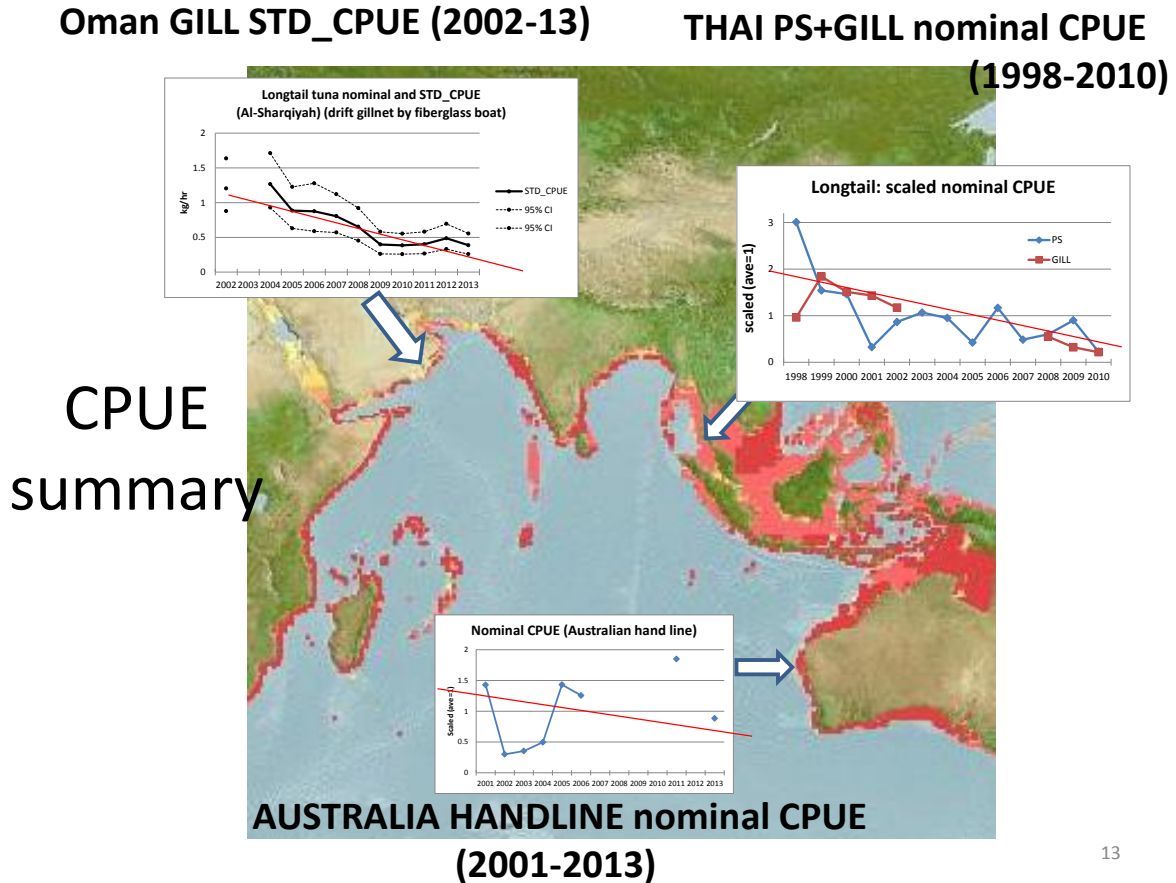 Oman GILL STD_CPUE (2002-13)
THAI PS+GILL nominal CPUE
(1998-2010)
Longtail tuna nominal and STD_CPUE
(Al-Sharqiyah) (drift gillnet by fiberglass boat)
2
1.5
1
0.5
0
kg/hr
STD_CPUE
95% CI
95% CI
2002 2003 2004 2005 2006 2007 2008 2009 2010 2011 2012 2013
Longtail: scaled nominal CPUE
3
2
1
0
scaled (ave=1)
PS
GILL
1998 1999 2000 2001 2002 2003 2004 2005 2006 2007 2008 2009 2010
CPUE
summary
Nominal CPUE (Australian hand line)
2
1.5
1
0.5
0
Scaled (ave=1)
2001 2002 2003 2004 2005 2006 2007 2008 2009 2010 2011 2012 2013
AUSTRALIA HANDLINE nominal CPUE
(2001-2013)
13